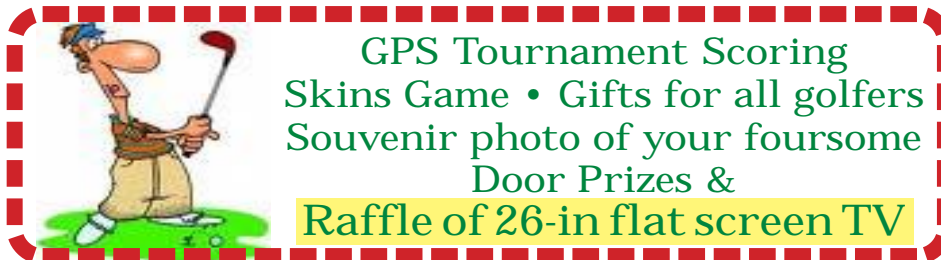 GPS Tournament Scoring
Skins Game • Gifts for all golfers
Souvenir photo of your foursome
Door Prizes &
Raffle of 26-in flat screen TV